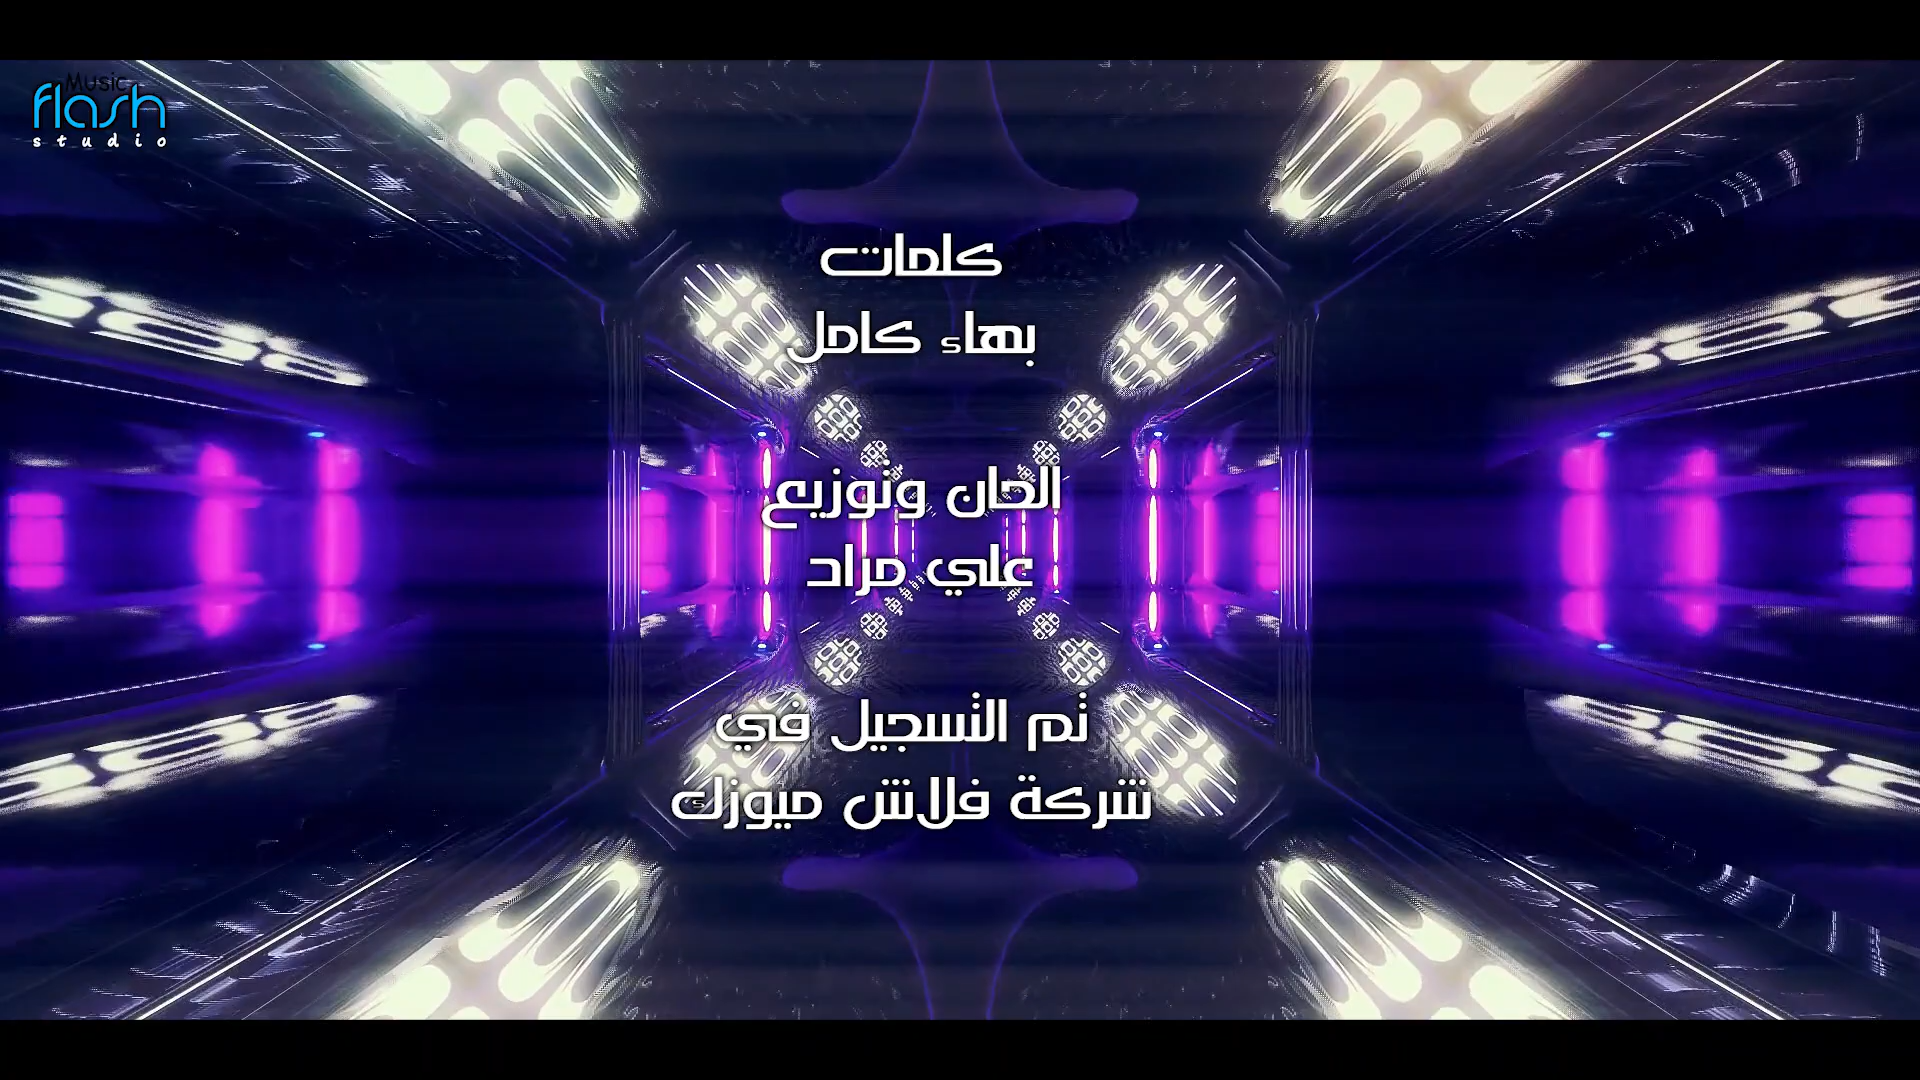 Music
flash
studio
كلمات
بهاء كامل
الحان وتوزيع
علي مراد
تم التسجيل في
شركة فلاش ميوزك